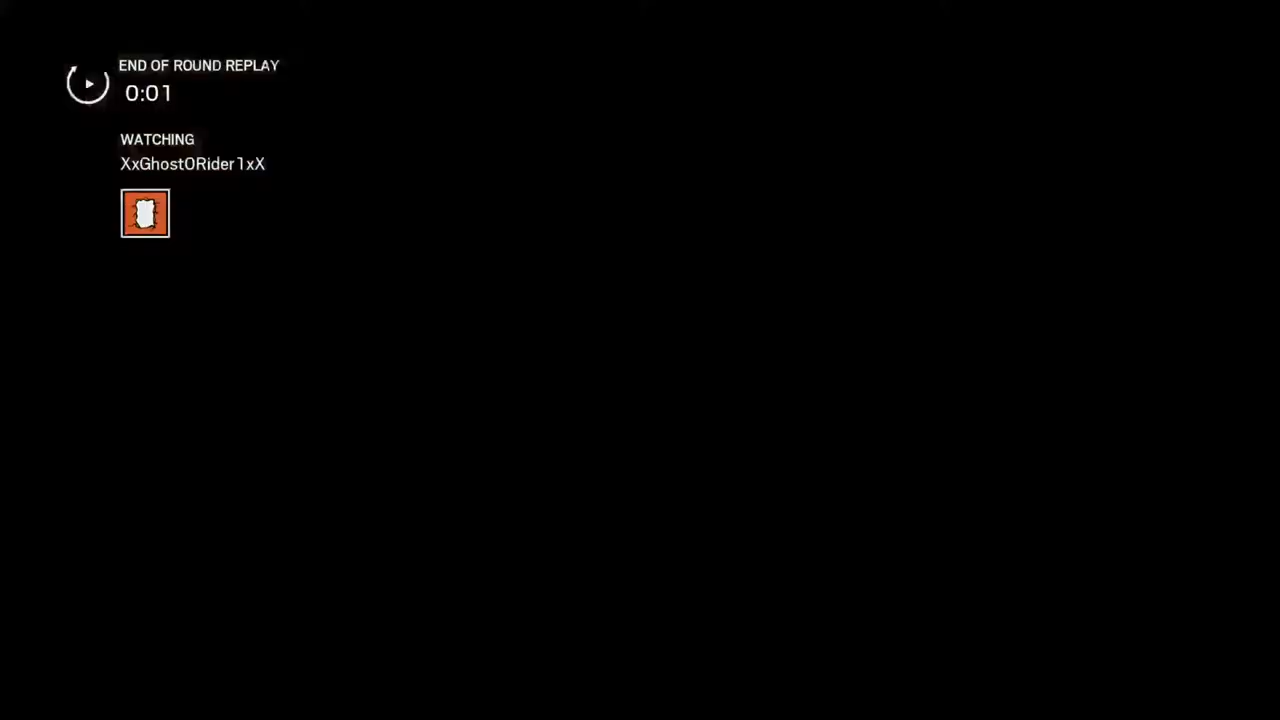 END OF ROUND REPLAY
0:01
WATCHING
XxGhost0Rider1xX